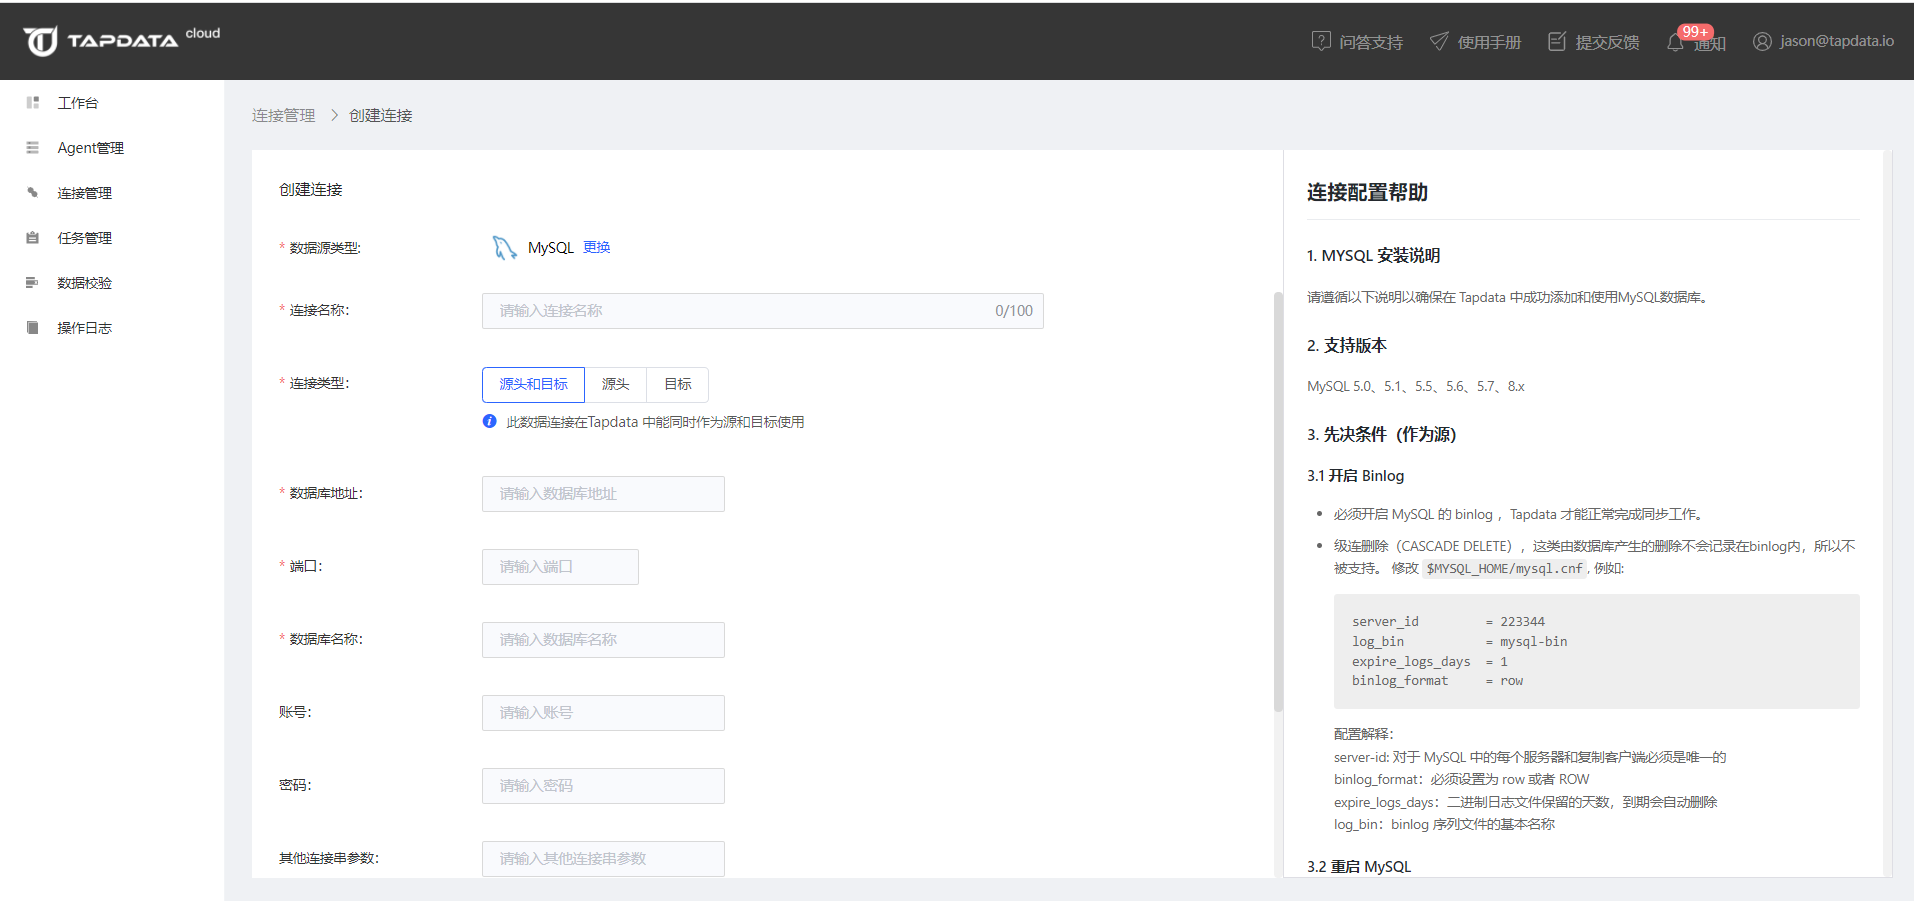 TAPDATA cloud
问答支持
使用手册
提交反馈
99+
通知
jason@tapdata.io
工作台
Agent管理
连接管理
任务管理
数据校验
操作日志
连接管理 > 创建连接
创建连接
* 数据源类型:
MySQL 更换
* 连接名称:
请输入连接名称 0/100
* 连接类型:
源头和目标 源头 目标
此数据连接在Tapdata 中能同时作为源和目标使用
* 数据库地址:
请输入数据库地址
* 端口:
请输入端口
* 数据库名称:
请输入数据库名称
账号:
请输入账号
密码:
请输入密码
其他连接串参数:
请输入其他连接串参数
连接配置帮助
1. MYSQL 安装说明
请遵循以下说明以确保在 Tapdata 中成功添加和使用MySQL数据库。
2. 支持版本
MySQL 5.0、5.1、5.5、5.6、5.7、8.x
3. 先决条件（作为源）
3.1 开启 Binlog
• 必须开启 MySQL 的 binlog ，Tapdata 才能正常完成同步工作。
• 级连删除（CASCADE DELETE），这类由数据库产生的删除不会记录在binlog内，所以不
被支持。 修改 $MYSQL_HOME/mysql.cnf , 例如:
server_id = 223344
log_bin = mysql-bin
expire_logs_days = 1
binlog_format = row
配置解释：
server-id: 对于 MySQL 中的每个服务器和复制客户端必须是唯一的
binlog_format：必须设置为 row 或者 ROW
expire_logs_days：二进制日志文件保留的天数，到期会自动删除
log_bin：binlog 序列文件的基本名称
3.2 重启 MySQL